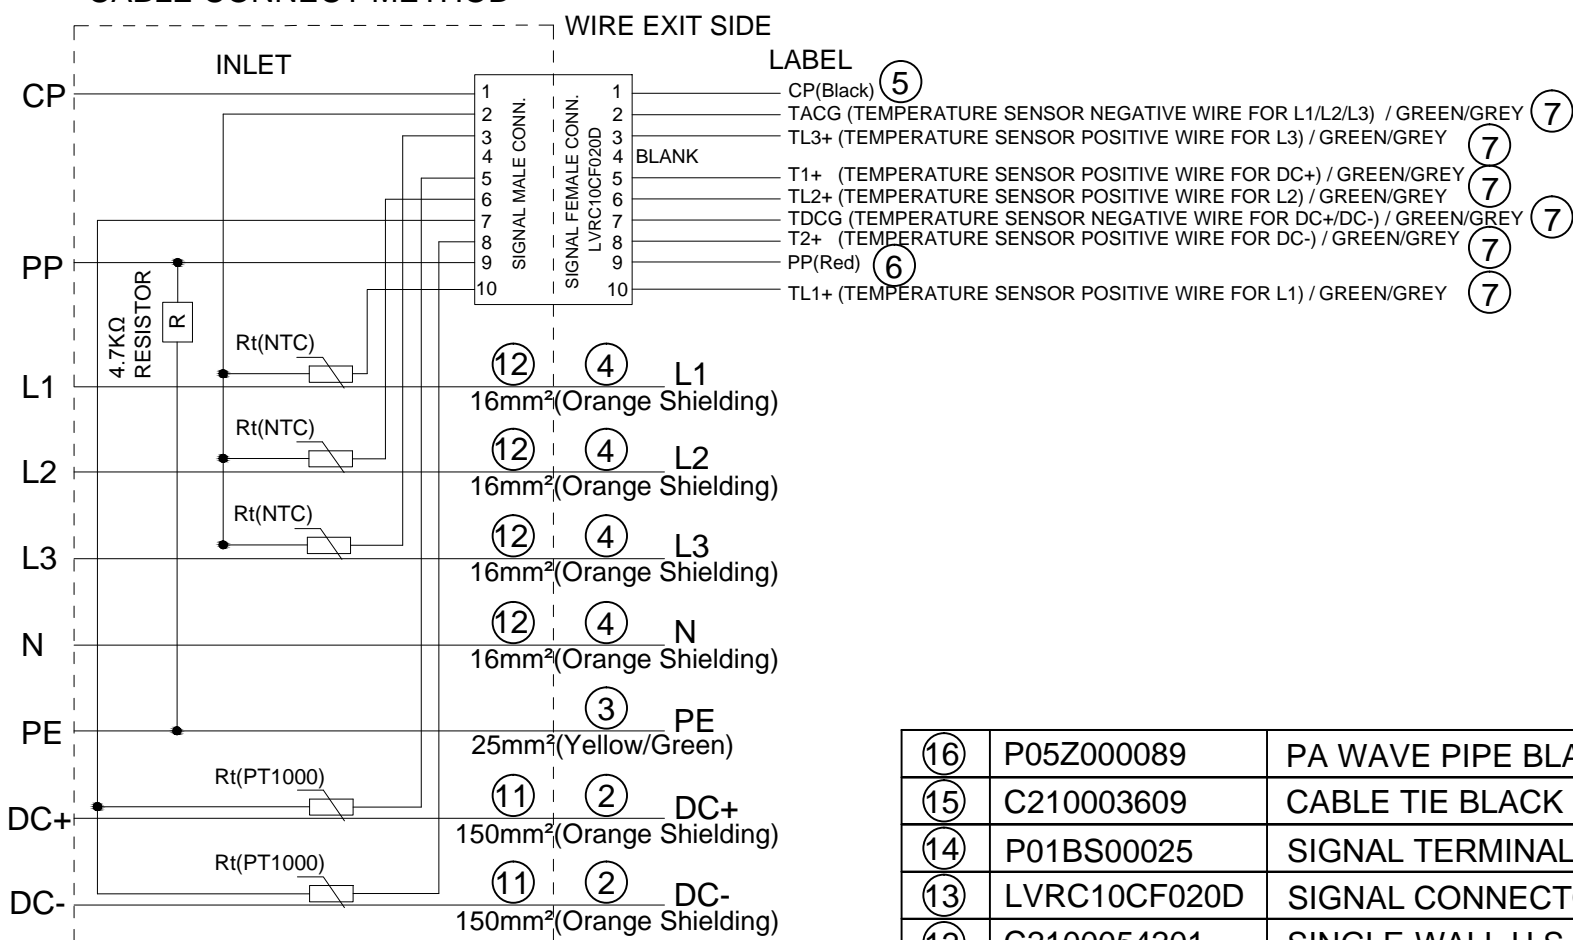 WIRE EXIT SIDE
INLET
LABEL
CP
1 1
CP(Black) 5
2 2
TACG (TEMPERATURE SENSOR NEGATIVE WIRE FOR L1/L2/L3) / GREEN/GREY 7
3 3
TL3+ (TEMPERATURE SENSOR POSITIVE WIRE FOR L3) / GREEN/GREY 7
4 4 BLANK
5 5
T1+ (TEMPERATURE SENSOR POSITIVE WIRE FOR DC+) / GREEN/GREY 7
6 6
TL2+ (TEMPERATURE SENSOR POSITIVE WIRE FOR L2) / GREEN/GREY
7 7
TDCG (TEMPERATURE SENSOR NEGATIVE WIRE FOR DC+/DC-) / GREEN/GREY 7
8 8
T2+ (TEMPERATURE SENSOR POSITIVE WIRE FOR DC-) / GREEN/GREY 7
PP
9 9
PP(Red) 6
10 10
TL1+ (TEMPERATURE SENSOR POSITIVE WIRE FOR L1) / GREEN/GREY 7
SIGNAL MALE CONN.
SIGNAL FEMALE CONN.
LVRC10CF020D
4.7KΩ
RESISTOR
R
Rt(NTC)
L1 12 4 L1
16mm²(Orange Shielding)
Rt(NTC)
L2 12 4 L2
16mm²(Orange Shielding)
Rt(NTC)
L3 12 4 L3
16mm²(Orange Shielding)
N 12 4 N
16mm²(Orange Shielding)
PE 3 PE
25mm²(Yellow/Green)
Rt(PT1000)
DC+ 11 2 DC+
150mm²(Orange Shielding)
Rt(PT1000)
DC- 11 2 DC-
150mm²(Orange Shielding)
16 P05Z000089 PA WAVE PIPE
15 C210003609 CABLE TIE BLACK
14 P01BS00025 SIGNAL TERMINAL
13 LVRC10CF020D SIGNAL